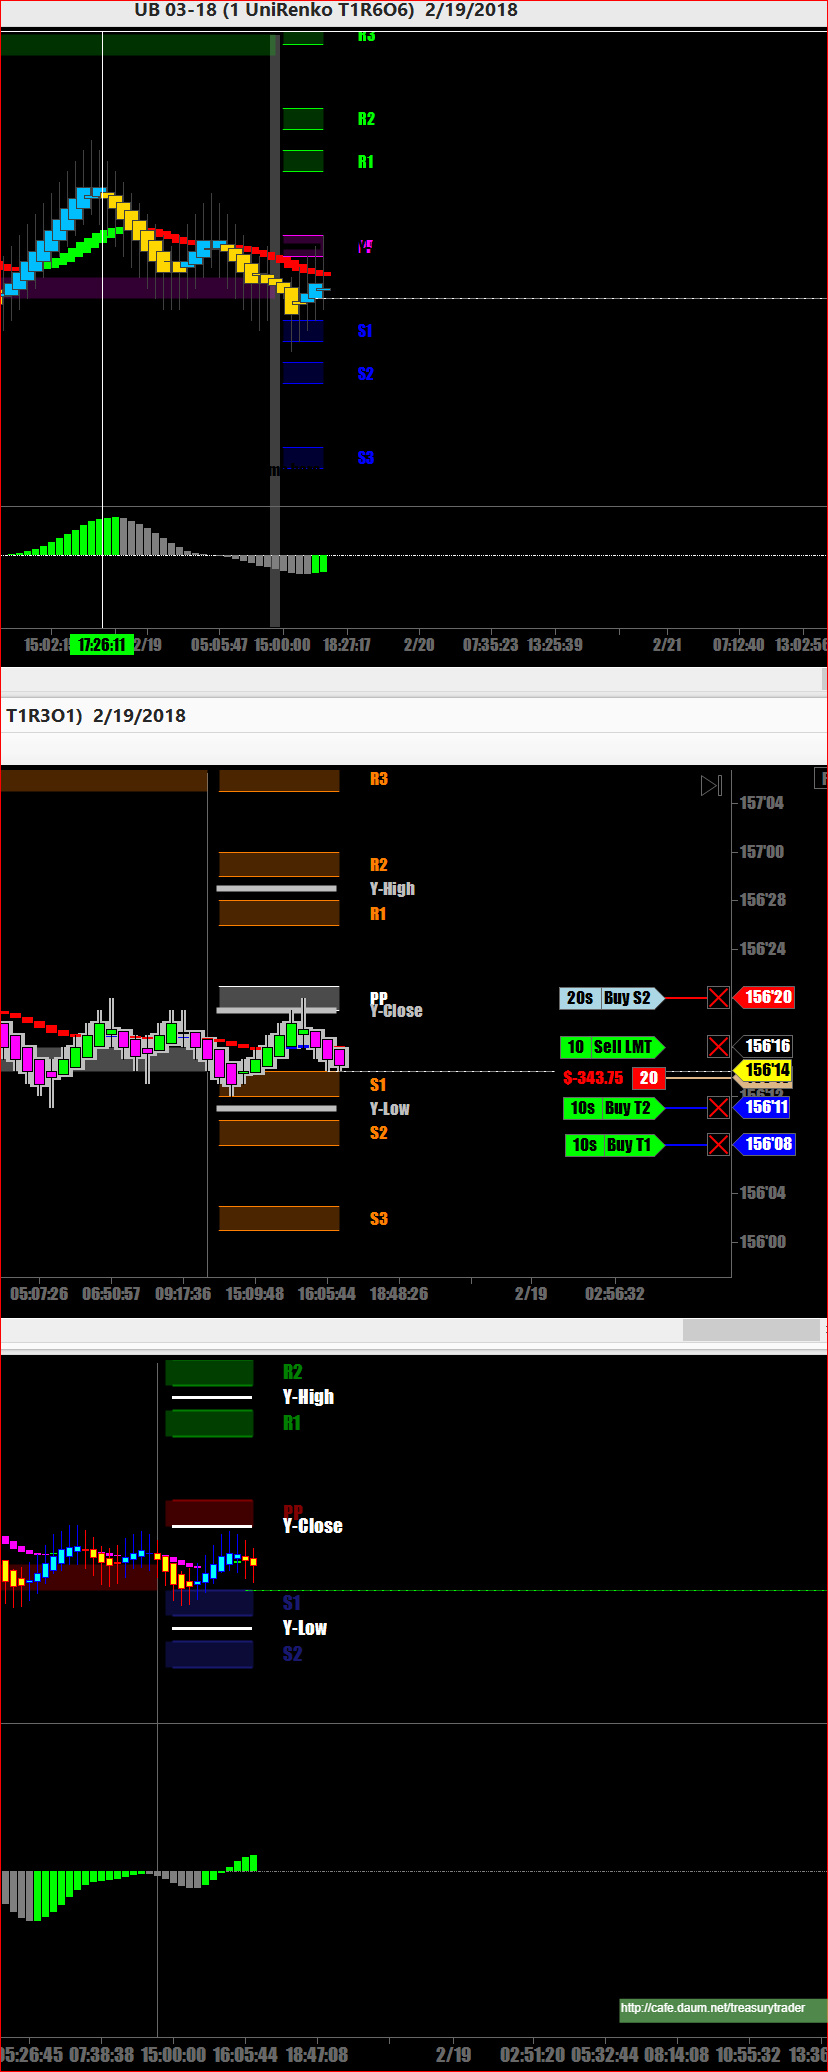 UB 03-18 (1 UniRenko T1R6O6)  2/19/2018
R3
R2
R1
S1
S2
S3
17:26:11 2/19 05:05:47 15:00:00 18:27:17 2/20 07:35:23 13:25:39 2/21 07:12:40 13:02:56
T1R3O1)  2/19/2018
R3
157'04
R2
157'00
Y-High
156'28
R1
156'24
PP
20s Buy S2 156'20
Y-Close
10 Sell LMT 156'16
$-343.75 20 156'14
S1
Y-Low
10s Buy T2 156'11
S2
10s Buy T1 156'08
156'04
S3
156'00
05:07:26 06:50:57 09:17:36 15:09:48 16:05:44 18:48:26 2/19 02:56:32
R2
Y-High
R1
PP
Y-Close
S1
Y-Low
S2
http://cafe.daum.net/treasurytrader
05:26:45 07:38:38 15:00:00 16:05:44 18:47:08 2/19 02:51:20 05:32:44 08:14:08 10:55:32 13:36